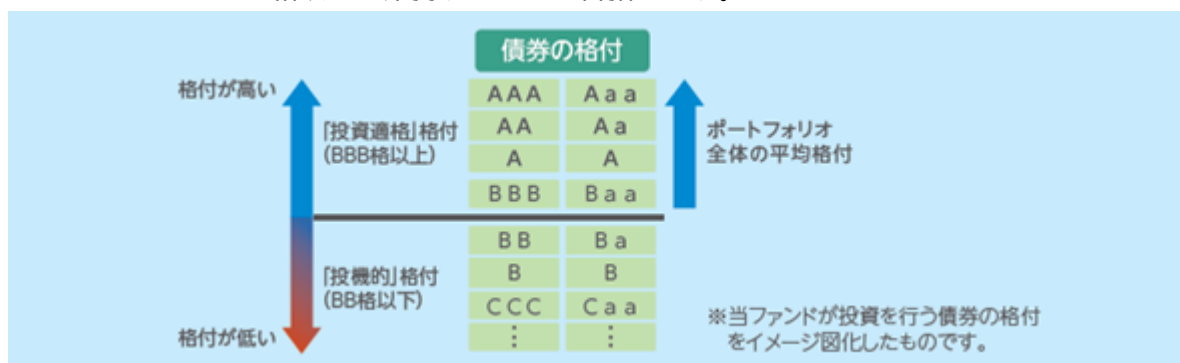 債券の格付
格付が高い
「投資適格」格付
(BBB格以上)
AAA Aaa
AA Aa
A A
BBB Baa
ポートフォリオ
全体の平均格付
BB Ba
B B
CCC Caa
⋮ ⋮
「投機的」格付
(BB格以下)
格付が低い
※当ファンドが投資を行う債券の格付
をイメージ図化したものです。